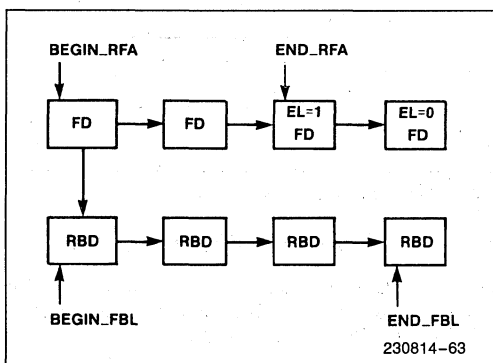 BEGIN_RFA END_RFA
FD FD EL=1 FD EL=0 FD
RBD RBD RBD RBD
BEGIN_FBL END_FBL
230814-63